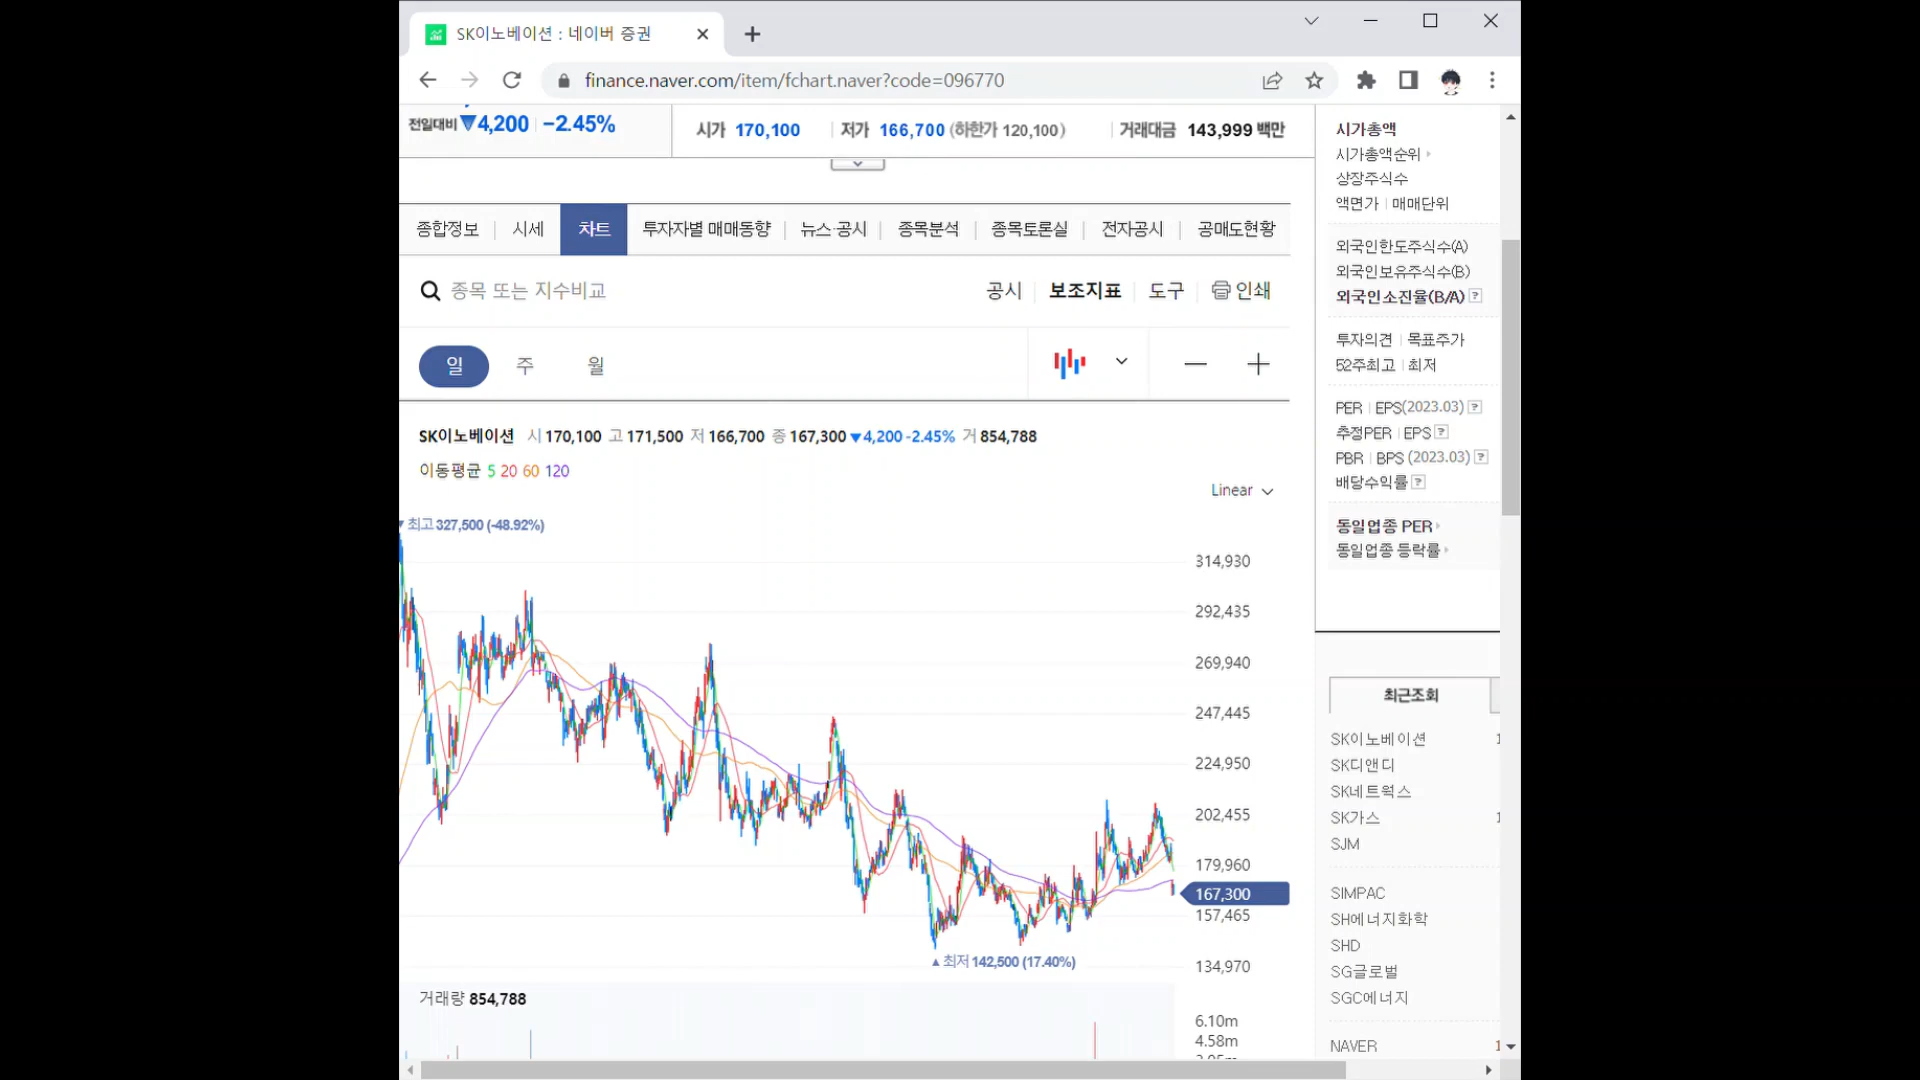 SK이노베이션 : 네이버 증권
finance.naver.com/item/fchart.naver?code=096770
전일대비 ▼4,200 -2.45%
시가 170,100 저가 166,700 (하한가 120,100) 거래대금 143,999 백만
종합정보 시세 차트 투자자별 매매동향 뉴스·공시 종목분석 종목토론실 전자공시 공매도현황
종목 또는 지수비교 공시 보조지표 도구 인쇄
일 주 월
SK이노베이션 시 170,100 고 171,500 저 166,700 종 167,300 ▼4,200 -2.45% 거 854,788
이동평균 5 20 60 120
Linear
▼ 최고 327,500 (-48.92%)
314,930
292,435
269,940
247,445
224,950
202,455
179,960
167,300
157,465
134,970
▲ 최저 142,500 (17.40%)
거래량 854,788
6.10m
4.58m
시가총액
시가총액순위
상장주식수
액면가 매매단위
외국인한도주식수(A)
외국인보유주식수(B)
외국인소진율(B/A) ?
투자의견 목표주가
52주최고 최저
PER EPS(2023.03) ?
추정PER EPS ?
PBR BPS (2023.03) ?
배당수익률 ?
동일업종 PER
동일업종 등락률
최근조회
SK이노베이션 1
SK디앤디
SK네트웍스
SK가스 1
SJM
SIMPAC
SH에너지화학
SHD
SG글로벌
SGC에너지
NAVER 1